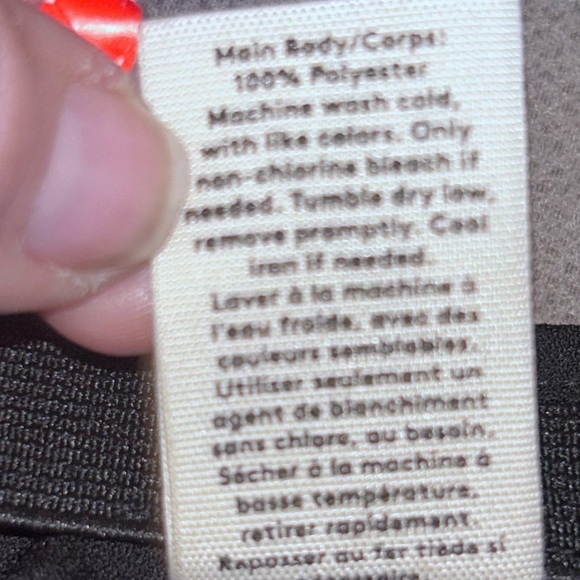 Main Body/Corps:
100% Polyester
Machine wash cold,
with like colors. Only
non-chlorine bleach if
needed. Tumble dry low,
remove promptly. Cool
iron if needed.
Laver à la machine à
l'eau froide, avec des
couleurs semblables.
Utiliser seulement un
agent de blanchiment
sans chlore, au besoin.
Sécher à la machine à
basse température,
retirer rapidement.
Repasser au fer tiède si